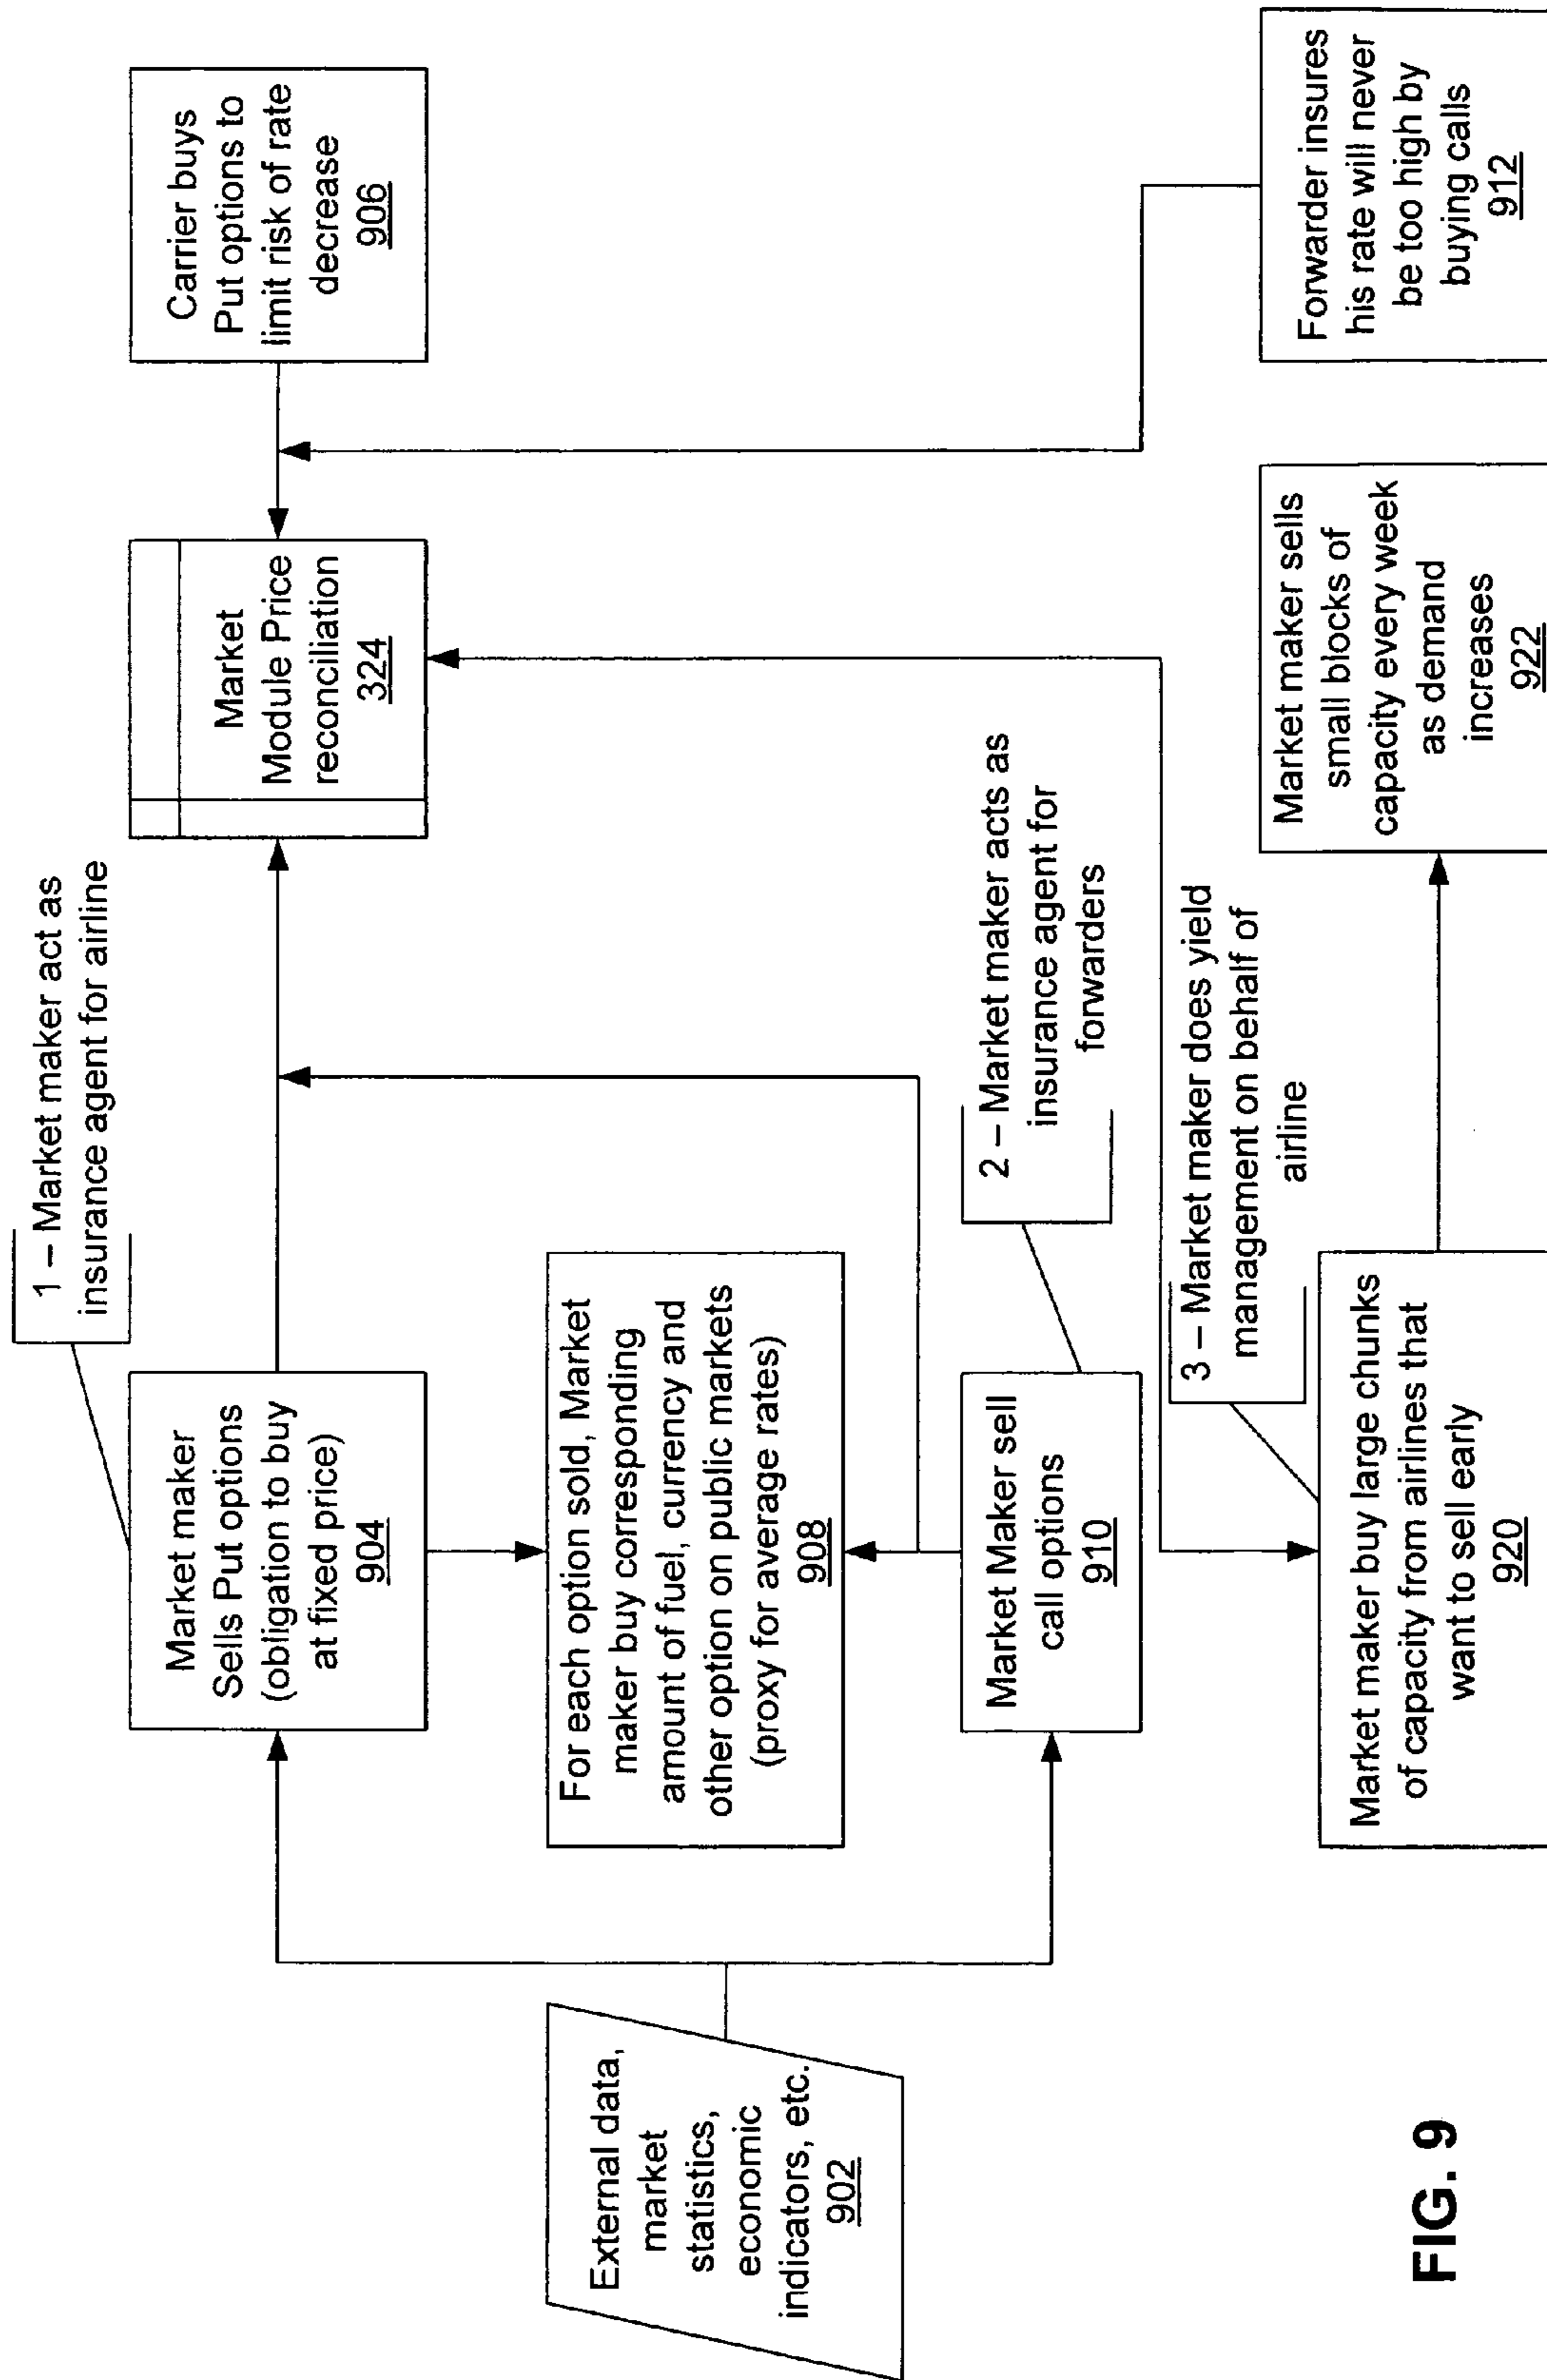 1 – Market maker act as
insurance agent for airline
Market maker
Sells Put options
(obligation to buy
at fixed price)
904
Market
Module Price
reconciliation
324
Carrier buys
Put options to
limit risk of rate
decrease
906
External data,
market
statistics,
economic
indicators, etc.
902
For each option sold, Market
maker buy corresponding
amount of fuel, currency and
other option on public markets
(proxy for average rates)
908
2 – Market maker acts as
insurance agent for
forwarders
Market Maker sell
call options
910
3 – Market maker does yield
management on behalf of
airline
Market maker buy large chunks
of capacity from airlines that
want to sell early
920
Market maker sells
small blocks of
capacity every week
as demand
increases
922
Forwarder insures
his rate will never
be too high by
buying calls
912
FIG. 9